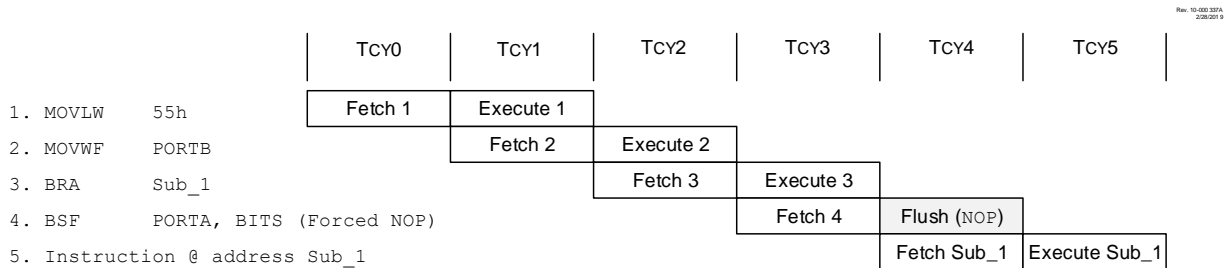 Rev. 10-000 337A
2/28/201 9
TCY0 TCY1 TCY2 TCY3 TCY4 TCY5
1. MOVLW 55h Fetch 1 Execute 1
2. MOVWF PORTB Fetch 2 Execute 2
3. BRA Sub_1 Fetch 3 Execute 3
4. BSF PORTA, BITS (Forced NOP) Fetch 4 Flush (NOP)
5. Instruction @ address Sub_1 Fetch Sub_1 Execute Sub_1